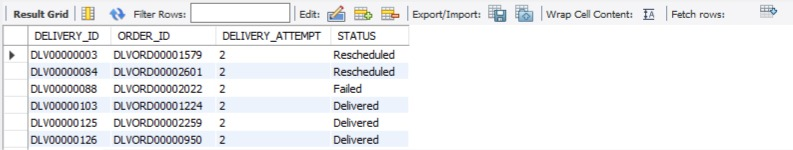 Result Grid Filter Rows: Edit: Export/Import: Wrap Cell Content: IA Fetch rows:
DELIVERY_ID ORDER_ID DELIVERY_ATTEMPT STATUS
DLV00000003 DLVORD00001579 2 Rescheduled
DLV00000084 DLVORD00002601 2 Rescheduled
DLV00000088 DLVORD00002022 2 Failed
DLV00000103 DLVORD00001224 2 Delivered
DLV00000125 DLVORD00002259 2 Delivered
DLV00000126 DLVORD00000950 2 Delivered